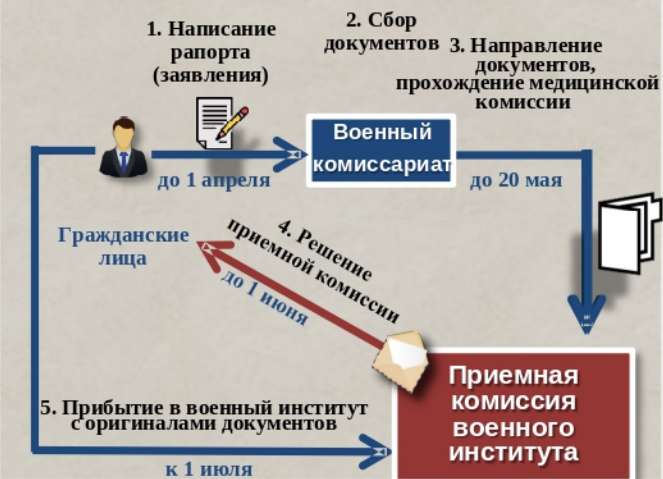 1. Написание
рапорта
(заявления)
2. Сбор
документов
3. Направление
документов,
прохождение медицинской
комиссии
Военный
комиссариат
до 1 апреля
до 20 мая
Гражданские
лица
4. Решение
приемной комиссии
до 1 июня
Приемная
комиссия
военного
института
5. Прибытие в военный институт
с оригиналами документов
к 1 июля